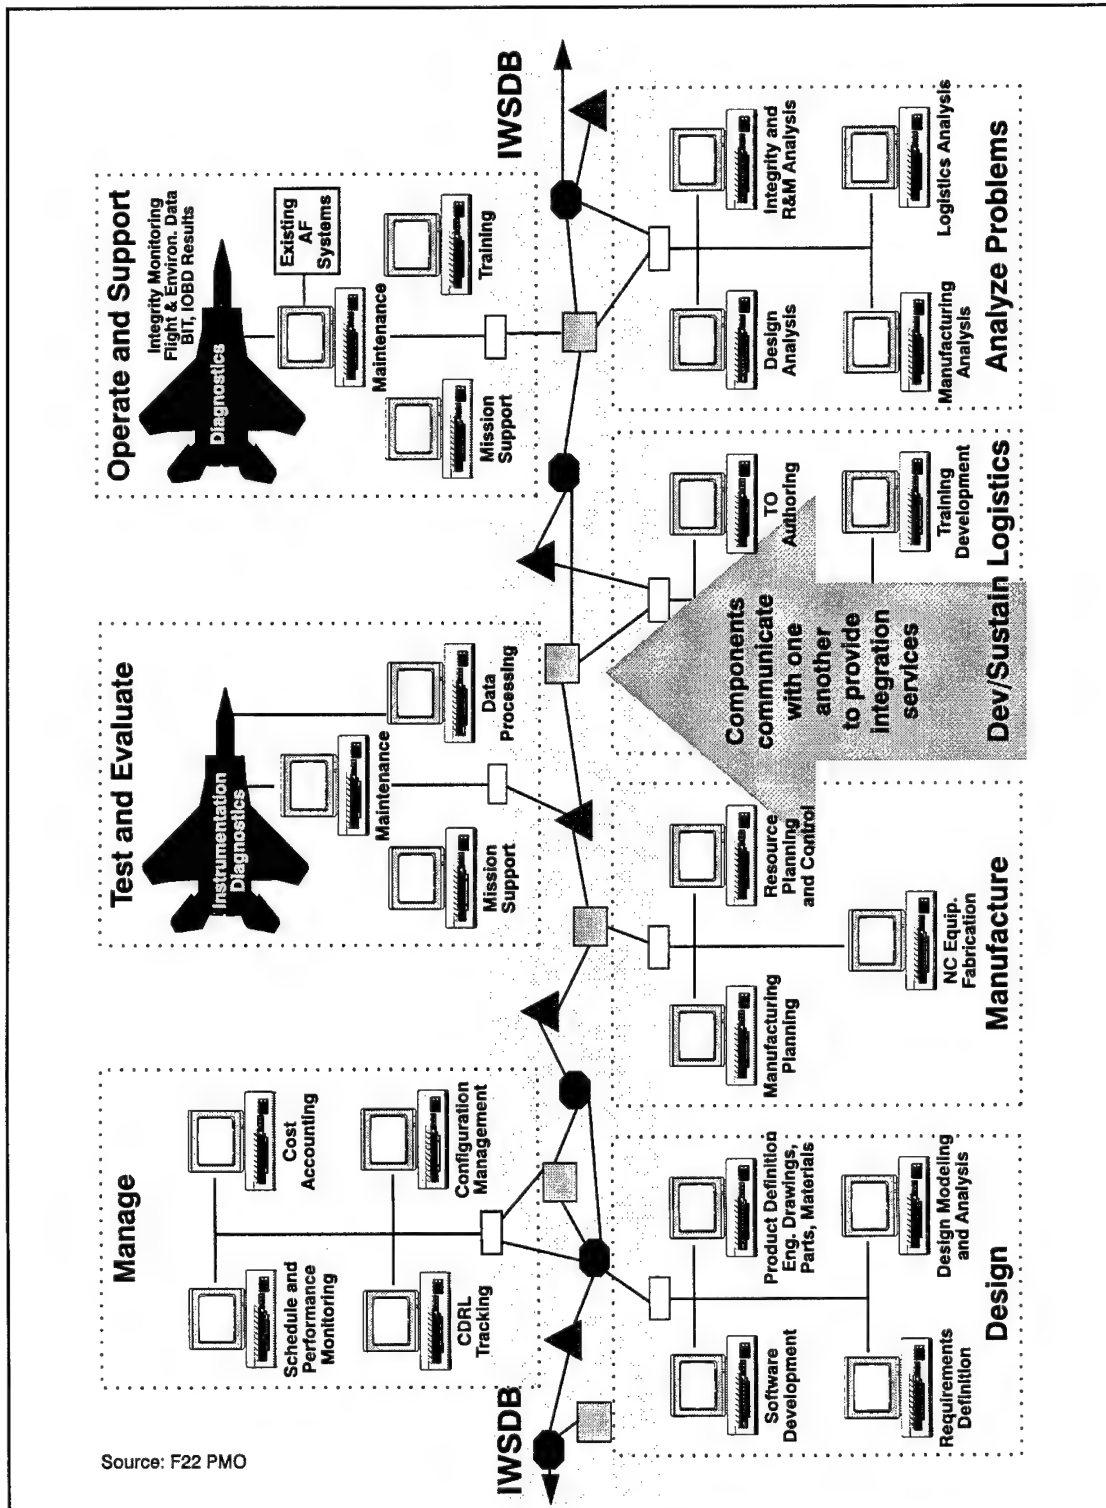 Manage
Schedule and
Performance
Monitoring
Cost
Accounting
CDRL
Tracking
Configuration
Management
Test and Evaluate
Instrumentation
Diagnostics
Maintenance
Mission
Support
Data
Processing
Operate and Support
Diagnostics
Integrity Monitoring
Flight & Environ. Data
BIT, IOBD Results
Existing
AF
Systems
Maintenance
Mission
Support
Training
IWSDB
IWSDB
Software
Development
Product Definition
Eng. Drawings,
Parts, Materials
Requirements
Definition
Design Modeling
and Analysis
Design
Manufacturing
Planning
Resource
Planning
and Control
NC Equip.
Fabrication
Manufacture
Components
communicate
with one
another
to provide
integration
services
TO
Authoring
Training
Development
Dev/Sustain Logistics
Design
Analysis
Integrity and
R&M Analysis
Manufacturing
Analysis
Logistics Analysis
Analyze Problems
Source: F22 PMO